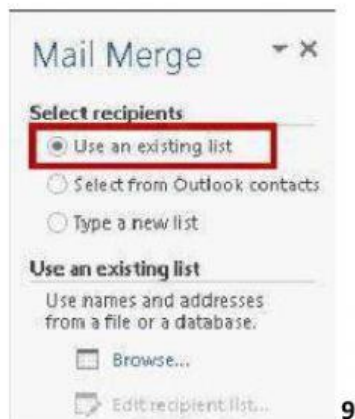 Mail Merge
Select recipients
Use an existing list
Select from Outlook contacts
Type a new list
Use an existing list
Use names and addresses
from a file or a database.
Browse...
Edit recipient list...
9